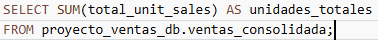 SELECT SUM(total_unit_sales) AS unidades_totales
FROM proyecto_ventas_db.ventas_consolidada;